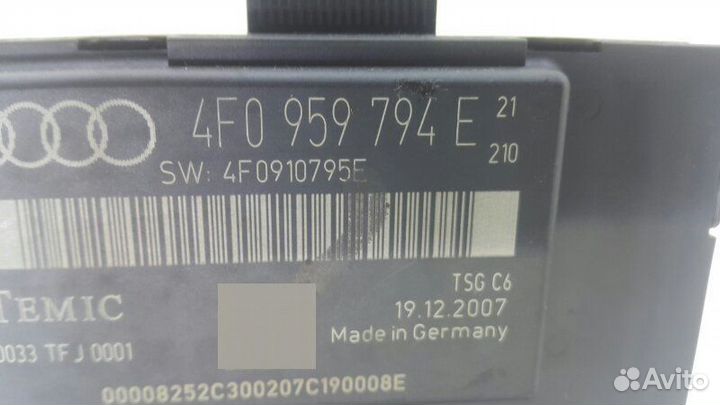 4F0 959 794 E 21
210
SW: 4F0910795E
TEMIC
TSG C6
19.12.2007
0033 TFJ 0001
Made in Germany
00008252C300207C190008E
Avito